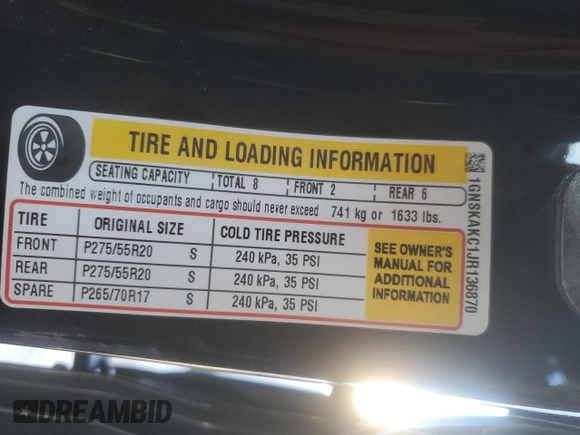 TIRE AND LOADING INFORMATION
SEATING CAPACITY TOTAL 8 FRONT 2 REAR 6
The combined weight of occupants and cargo should never exceed 741 kg or 1633 lbs.
TIRE ORIGINAL SIZE COLD TIRE PRESSURE
FRONT P275/55R20 S 240 kPa, 35 PSI
REAR P275/55R20 S 240 kPa, 35 PSI
SPARE P265/70R17 S 240 kPa, 35 PSI
SEE OWNER'S
MANUAL FOR
ADDITIONAL
INFORMATION
1GNSKAKC1JR136870
DREAMBID